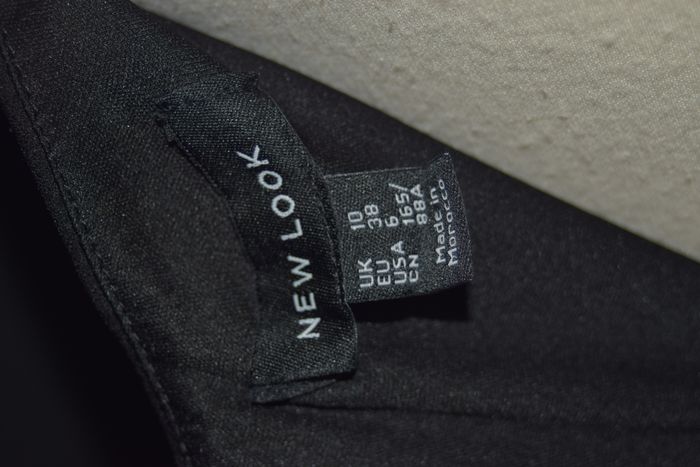 NEW LOOK
UK 10
EU 38
USA 6
CN 165/
88A
Made in
Morocco